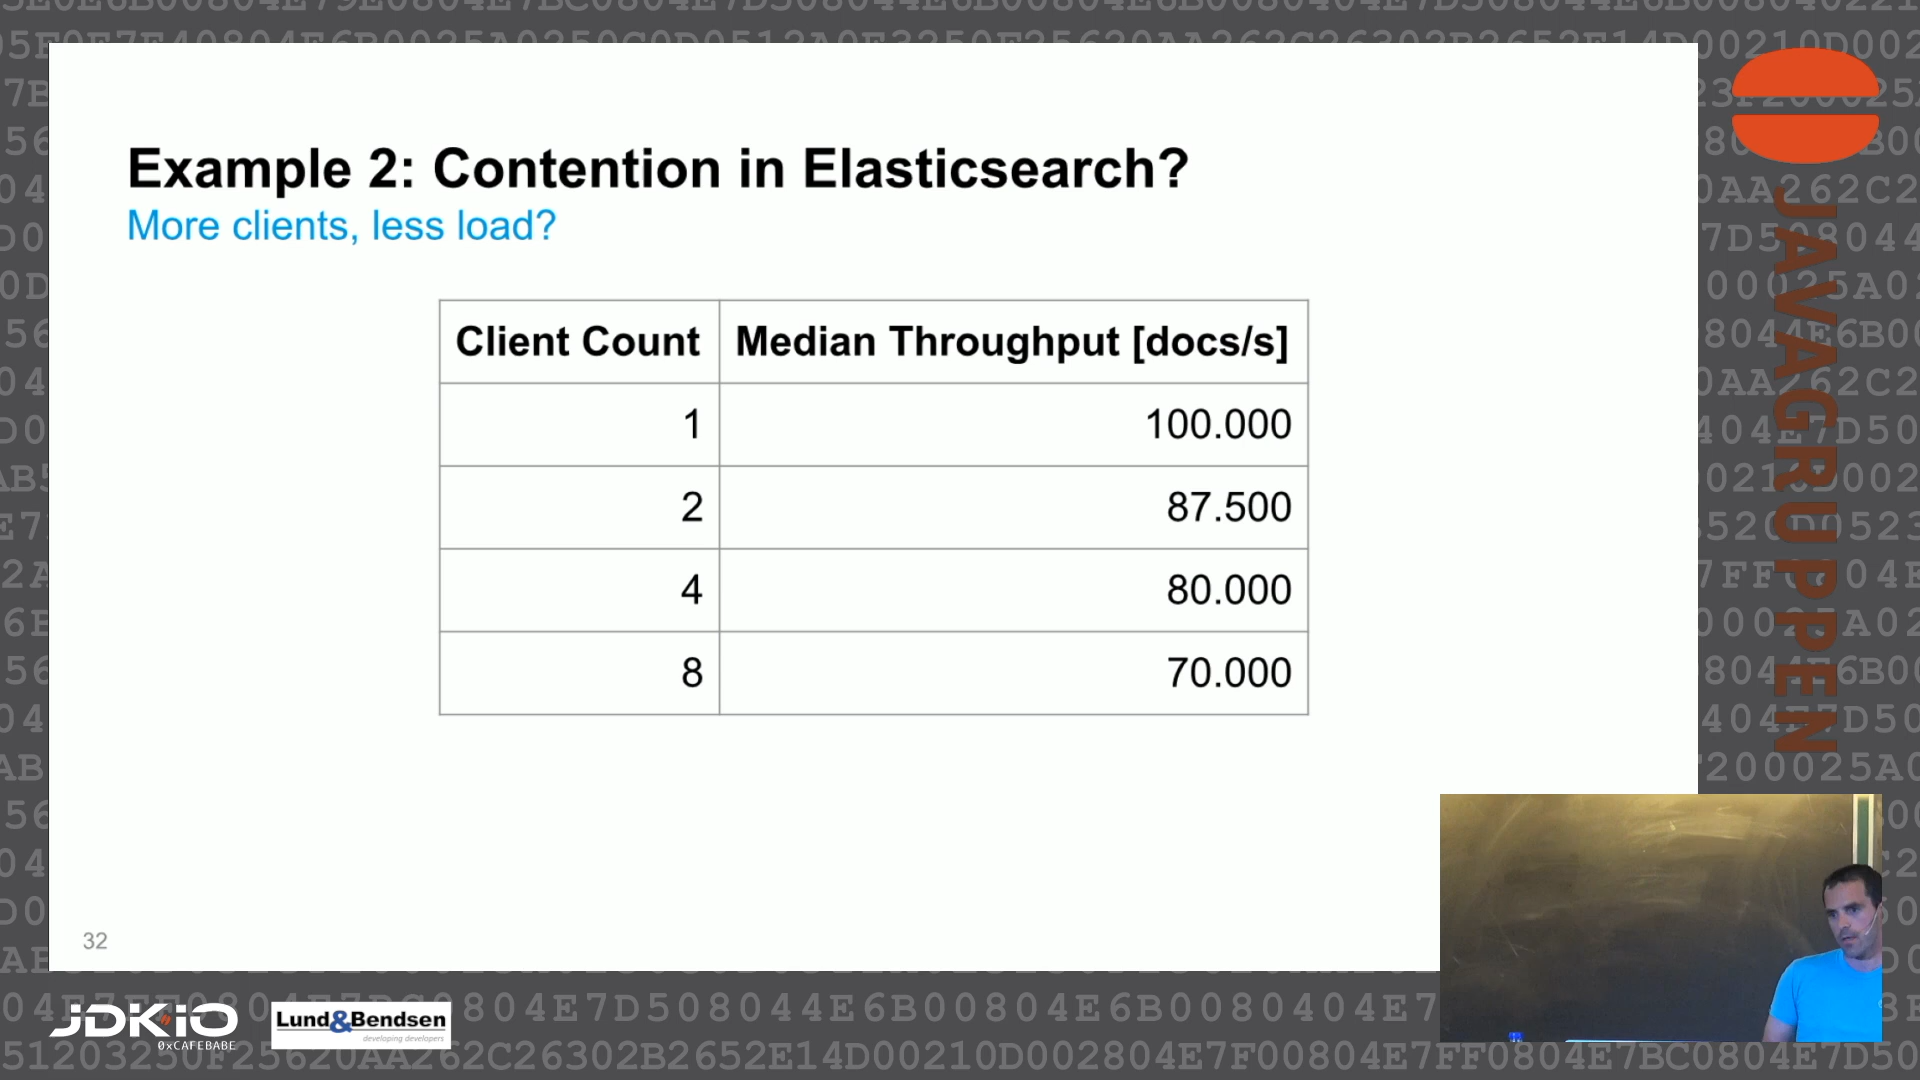 Example 2: Contention in Elasticsearch?
More clients, less load?
Client Count Median Throughput [docs/s]
1 100.000
2 87.500
4 80.000
8 70.000
32
JAVAGRUPPEN
JDKIO
0xCAFEBABE
Lund&Bendsen
developing developers